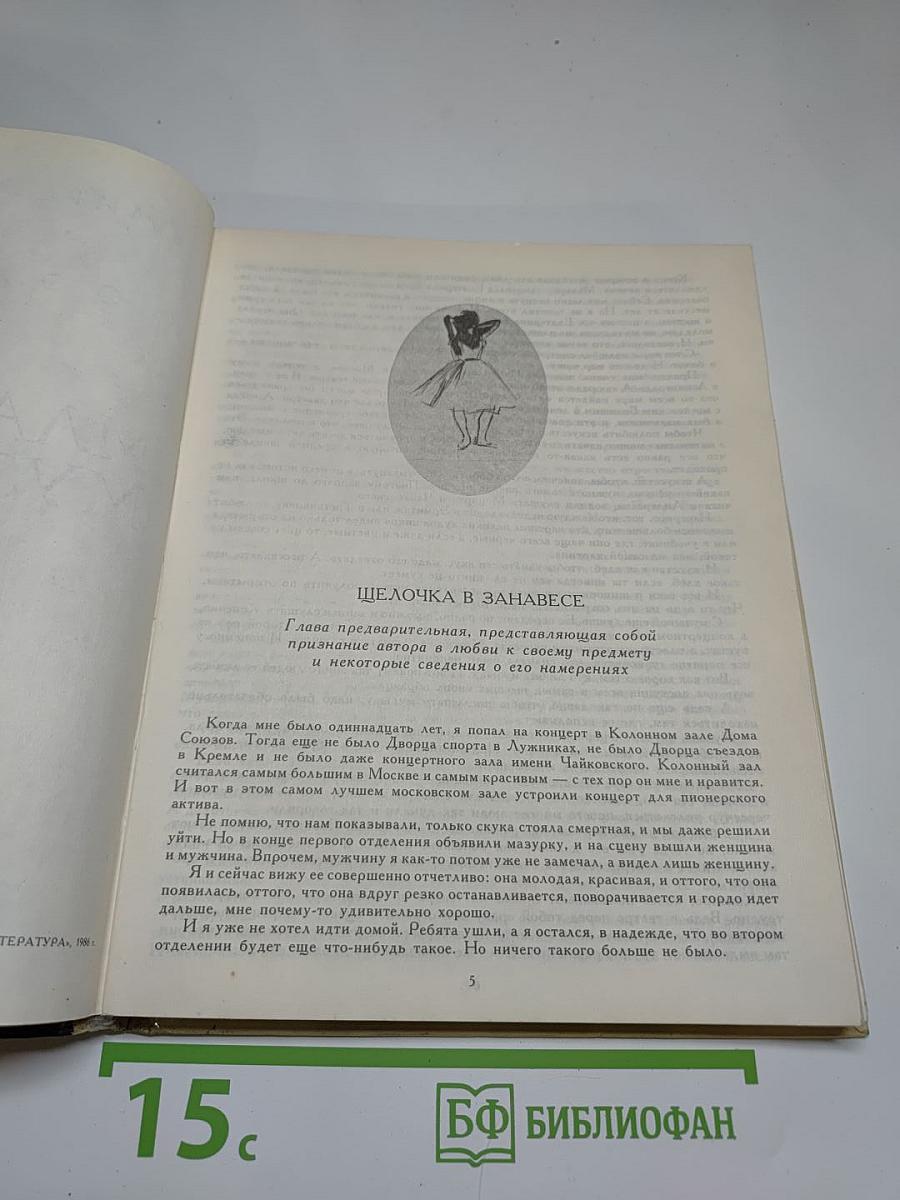 ЩЕЛОЧКА В ЗАНАВЕСЕ
Глава предварительная, представляющая собой
признание автора в любви к своему предмету
и некоторые сведения о его намерениях
Когда мне было одиннадцать лет, я попал на концерт в Колонном зале Дома
Союзов. Тогда еще не было Дворца спорта в Лужниках, не было Дворца съездов
в Кремле и не было даже концертного зала имени Чайковского. Колонный зал
считался самым большим в Москве и самым красивым — с тех пор он мне и нравится.
И вот в этом самом лучшем московском зале устроили концерт для пионерского
актива.
Не помню, что нам показывали, только скука стояла смертная, и мы даже решили
уйти. Но в конце первого отделения объявили мазурку, и на сцену вышли женщина
и мужчина. Впрочем, мужчину я как-то потом уже не замечал, а видел лишь женщину.
Я и сейчас вижу ее совершенно отчетливо: она молодая, красивая, и оттого, что она
появилась, оттого, что она вдруг резко останавливается, поворачивается и гордо идет
дальше, мне почему-то удивительно хорошо.
И я уже не хотел идти домой. Ребята ушли, а я остался, в надежде, что во втором
отделении будет еще что-нибудь такое. Но ничего такого больше не было.
5
ТЕРАТУРА», 1986 г.
15 с
БФ БИБЛИОФАН